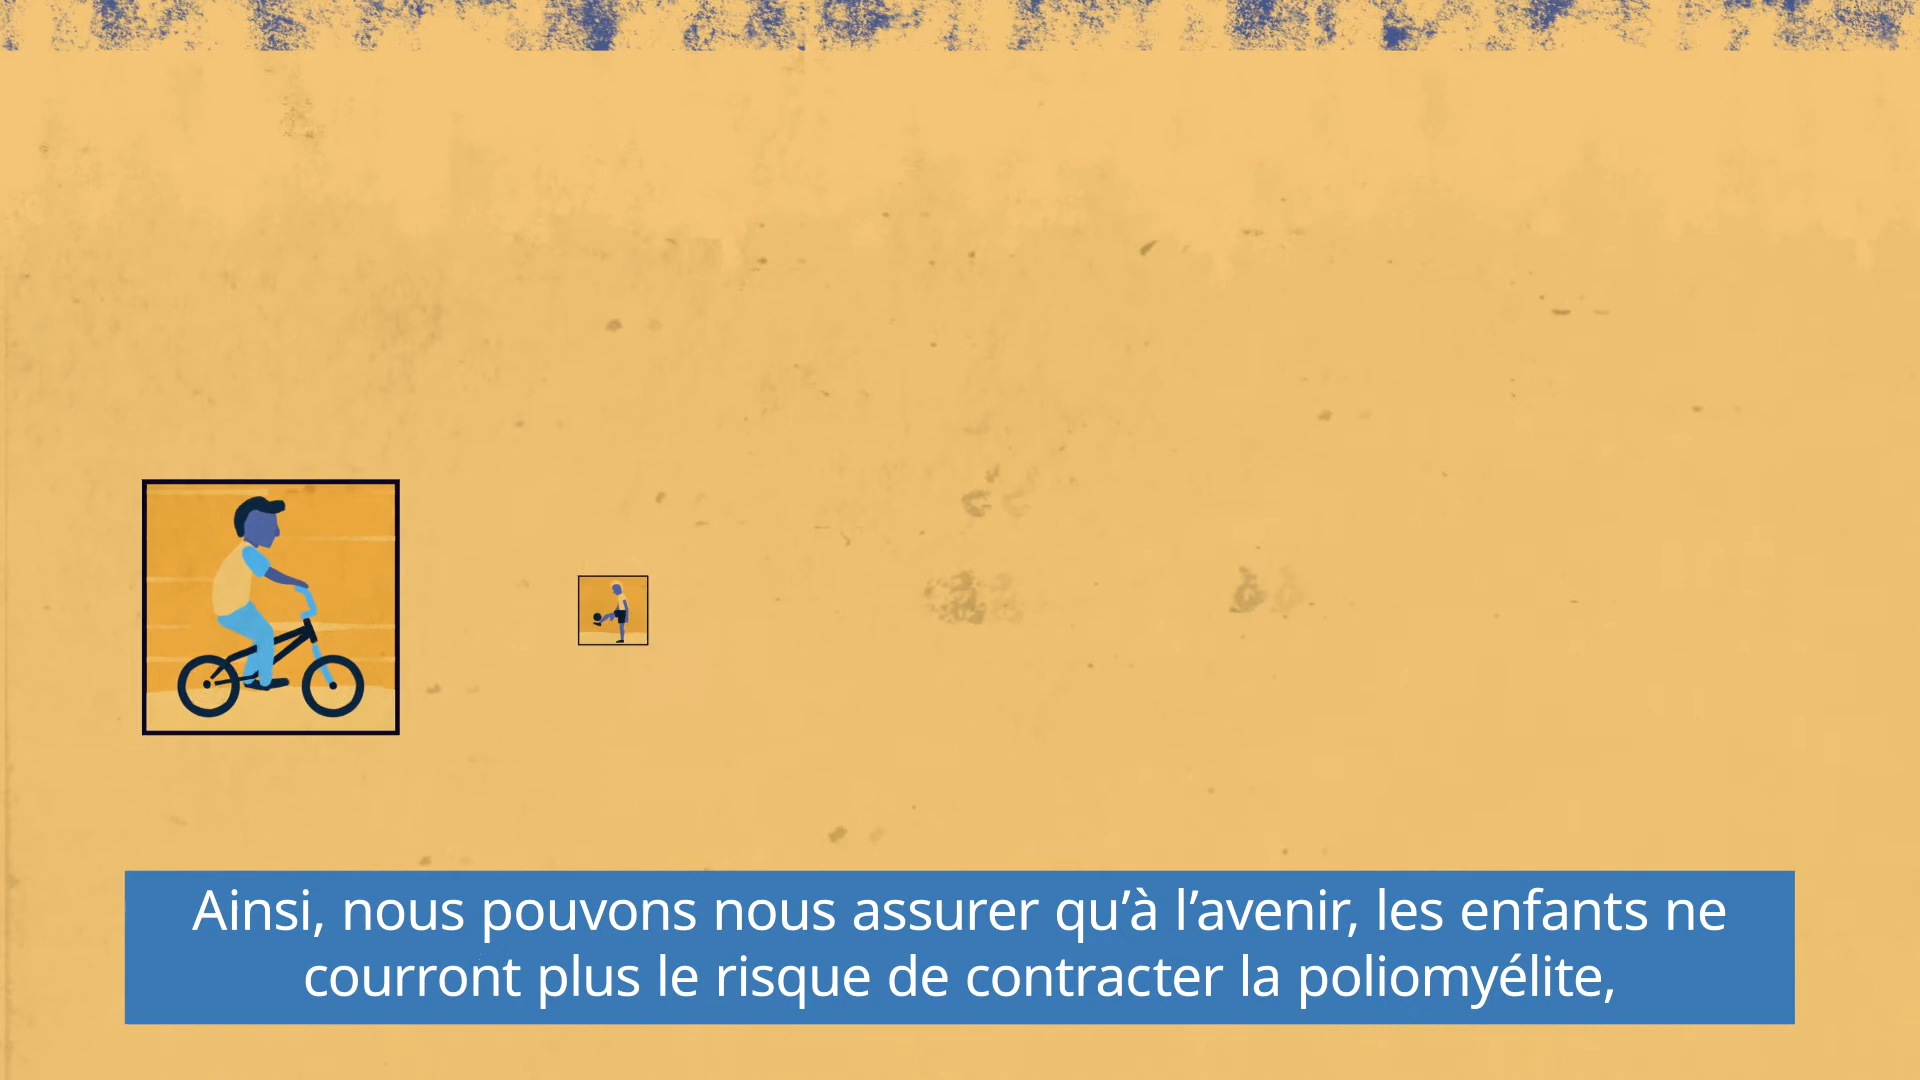 Ainsi, nous pouvons nous assurer qu’à l’avenir, les enfants ne
courront plus le risque de contracter la poliomyélite,